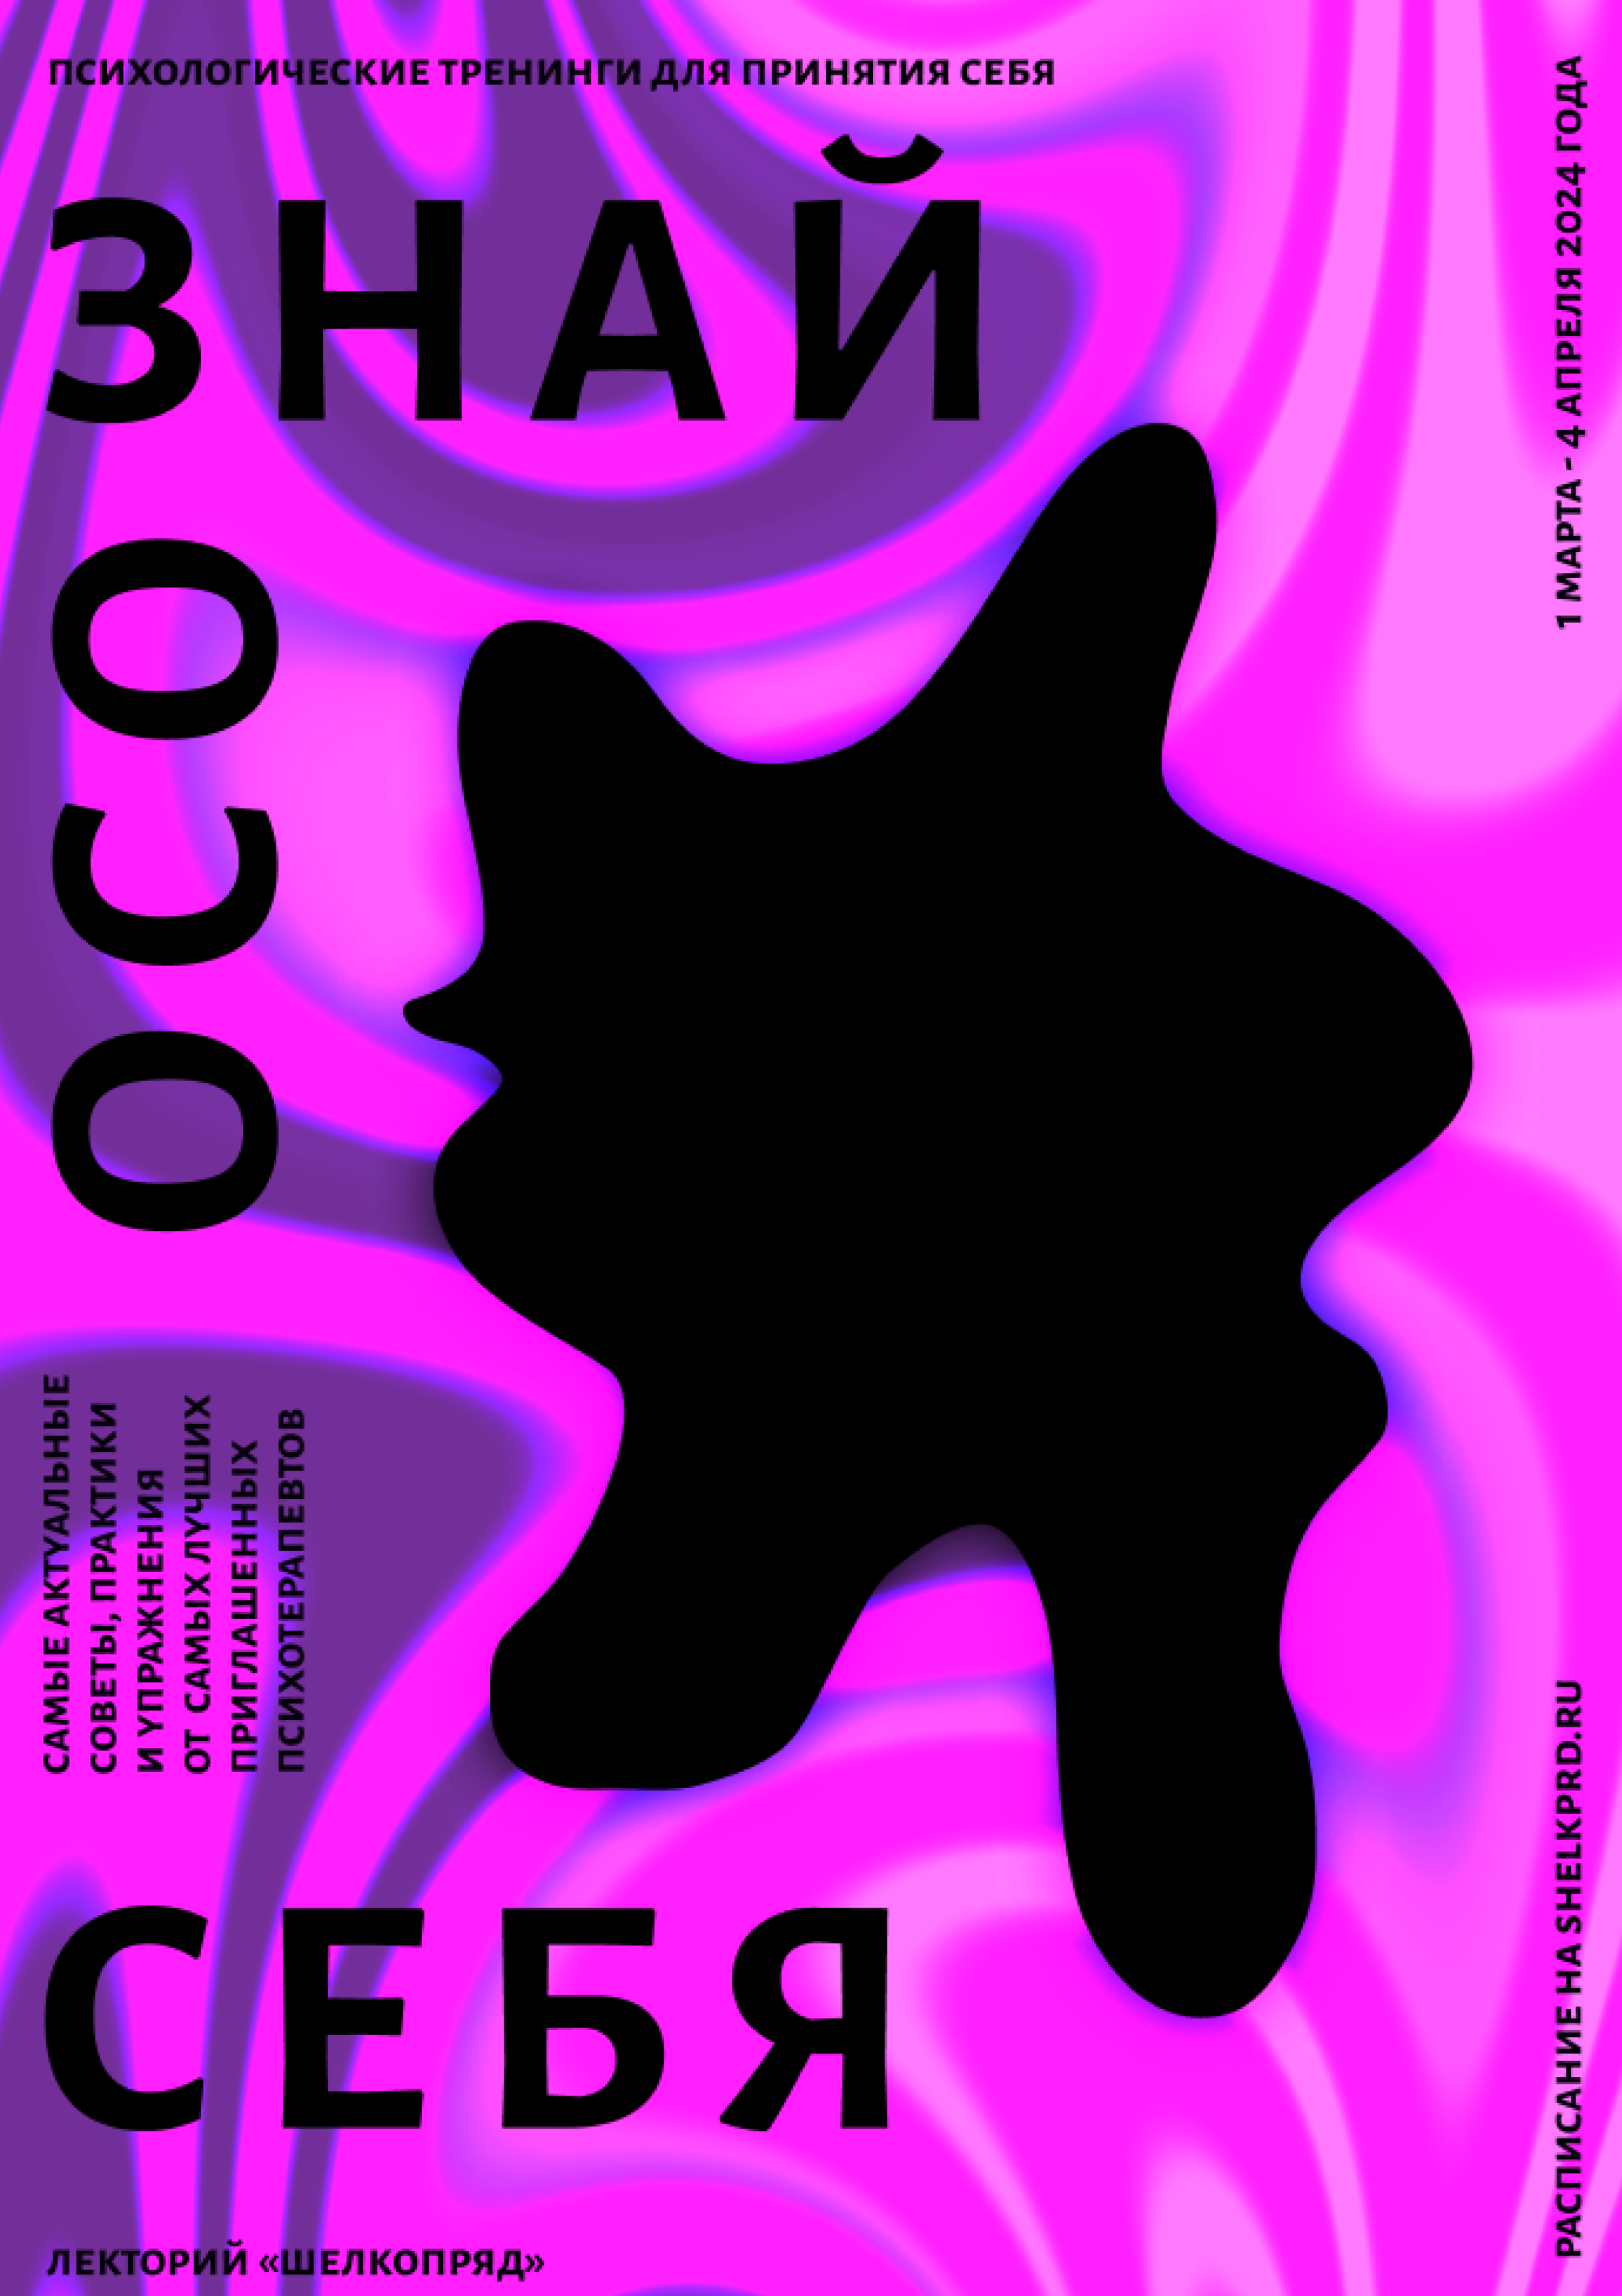 ПСИХОЛОГИЧЕСКИЕ ТРЕНИНГИ ДЛЯ ПРИНЯТИЯ СЕБЯ
1 МАРТА - 4 АПРЕЛЯ 2024 ГОДА
ЗНАЙ
ОСО
САМЫЕ АКТУАЛЬНЫЕ
СОВЕТЫ, ПРАКТИКИ
И УПРАЖНЕНИЯ
ОТ САМЫХ ЛУЧШИХ
ПРИГЛАШЕННЫХ
ПСИХОТЕРАПЕВТОВ
СЕБЯ
РАСПИСАНИЕ НА SHELKPRD.RU
ЛЕКТОРИЙ «ШЕЛКОПРЯД»